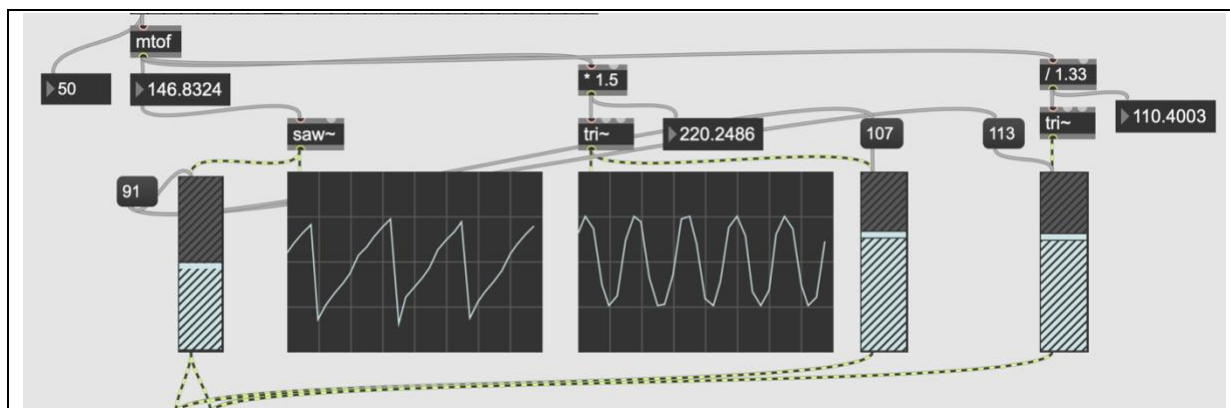 mtof
50
146.8324
* 1.5
/ 1.33
saw~
tri~
220.2486
107
113
tri~
110.4003
91